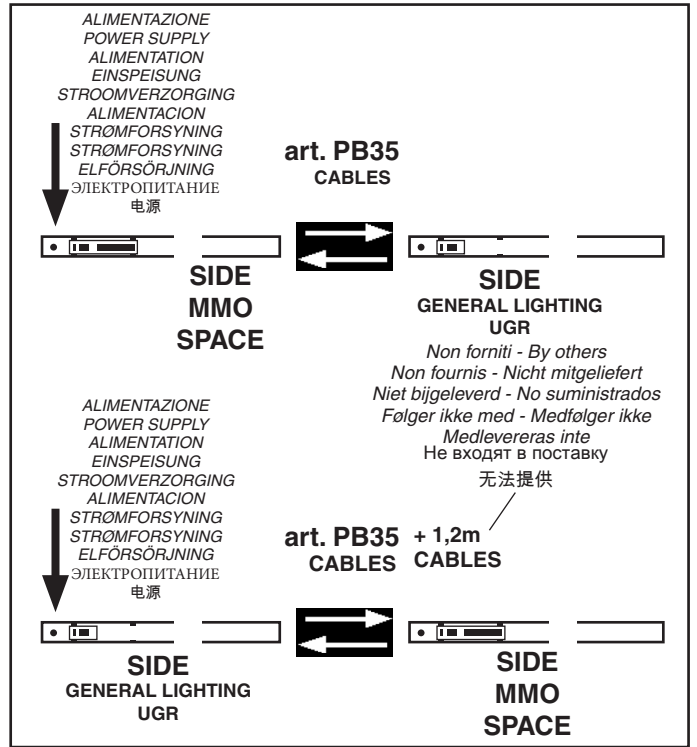 ALIMENTAZIONE
POWER SUPPLY
ALIMENTATION
EINSPEISUNG
STROOMVERZORGING
ALIMENTACION
STRØMFORSYNING
STRØMFORSYNING
ELFÖRSÖRJNING
ЭЛЕКТРОПИТАНИЕ
电源
art. PB35
CABLES
SIDE
MMO
SPACE
SIDE
GENERAL LIGHTING
UGR
Non forniti - By others
Non fournis - Nicht mitgeliefert
Niet bijgeleverd - No suministrados
Følger ikke med - Medfølger ikke
Medlevereras inte
Не входят в поставку
无法提供
ALIMENTAZIONE
POWER SUPPLY
ALIMENTATION
EINSPEISUNG
STROOMVERZORGING
ALIMENTACION
STRØMFORSYNING
STRØMFORSYNING
ELFÖRSÖRJNING
ЭЛЕКТРОПИТАНИЕ
电源
art. PB35 + 1,2m
CABLES CABLES
SIDE
GENERAL LIGHTING
UGR
SIDE
MMO
SPACE